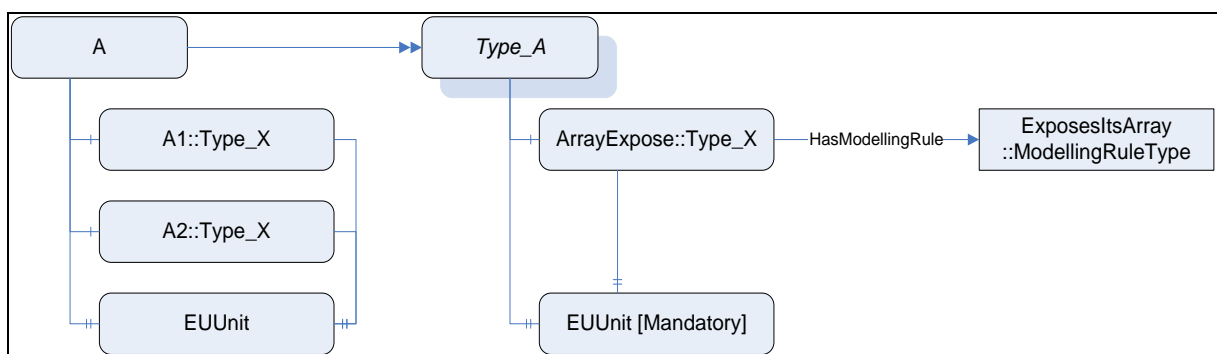 A
Type_A
A1::Type_X
ArrayExpose::Type_X
HasModellingRule
ExposesItsArray
::ModellingRuleType
A2::Type_X
EUUnit
EUUnit [Mandatory]